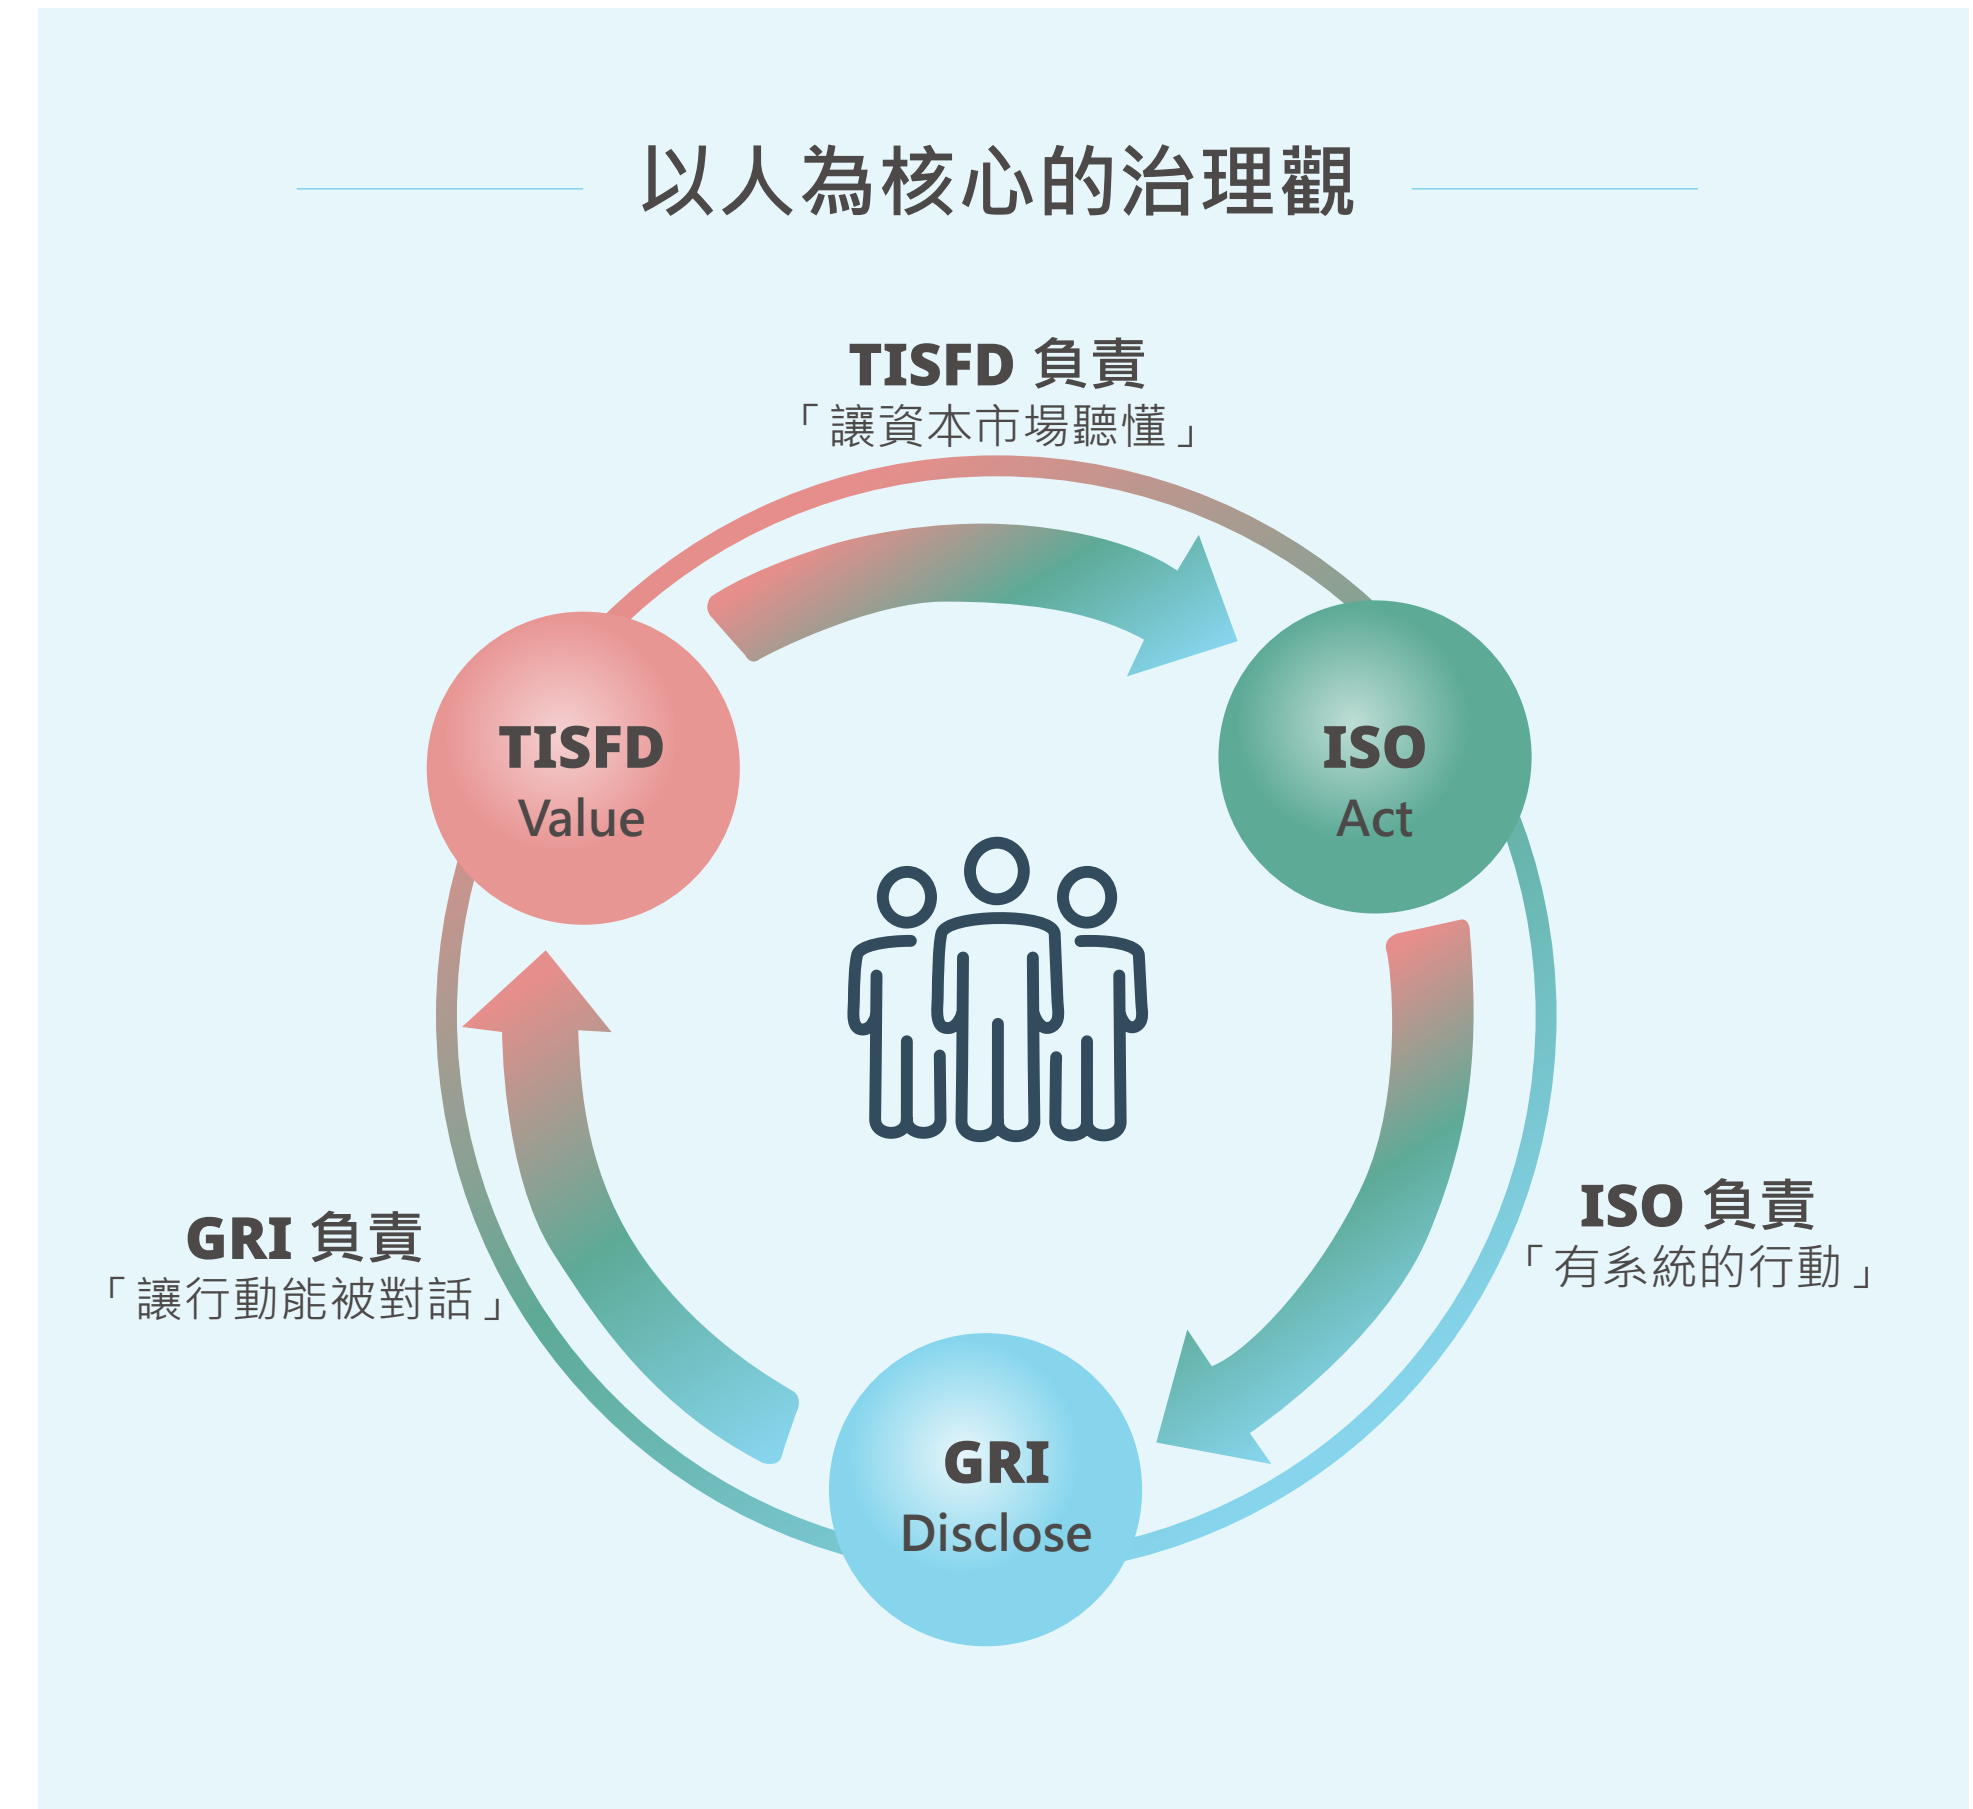 以人為核心的治理觀
TISFD 負責
「讓資本市場聽懂」
TISFD
Value
ISO
Act
ISO 負責
「有系統的行動」
GRI 負責
「讓行動能被對話」
GRI
Disclose